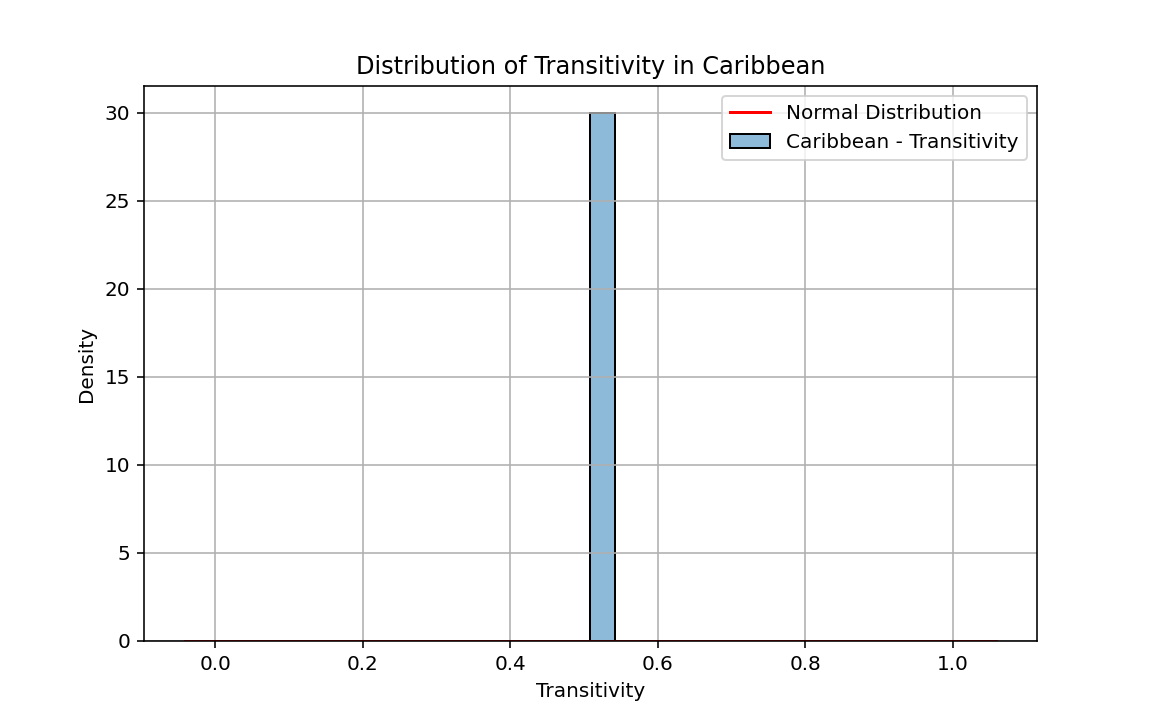 Distribution of Transitivity in Caribbean
Normal Distribution
Caribbean - Transitivity
30
25
20
15
10
5
0
Density
0.0 0.2 0.4 0.6 0.8 1.0
Transitivity